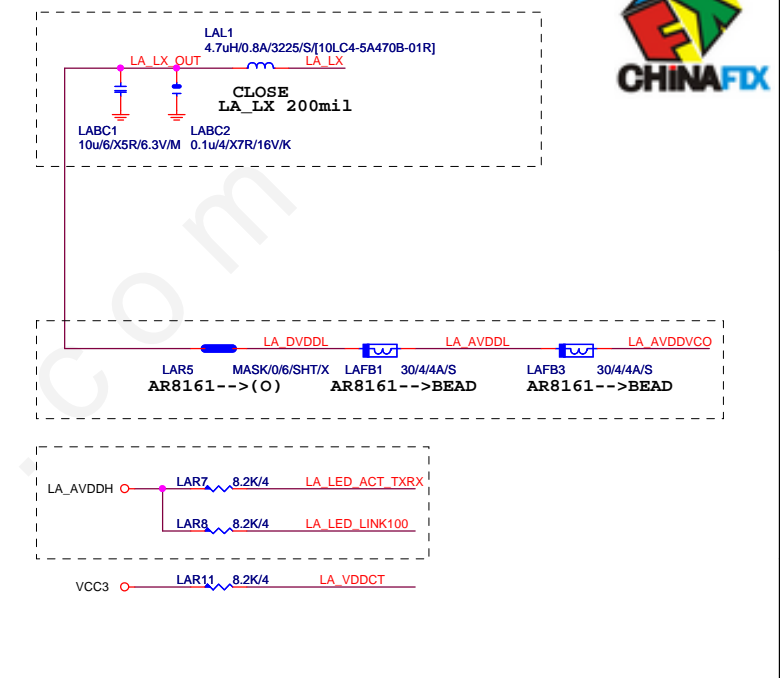 LAL1
4.7uH/0.8A/3225/S/[10LC4-5A470B-01R]
LA_LX_OUT
LA_LX
CLOSE
LA_LX 200mil
LABC1
10u/6/X5R/6.3V/M
LABC2
0.1u/4/X7R/16V/K
CHINAFIX
.com
LA_DVDDL
LA_AVDDL
LA_AVDDVCO
LAR5
MASK/0/6/SHT/X
LAFB1
30/4/4A/S
LAFB3
30/4/4A/S
AR8161-->(O)
AR8161-->BEAD
AR8161-->BEAD
LA_AVDDH
LAR7
8.2K/4
LA_LED_ACT_TXRX
LAR8
8.2K/4
LA_LED_LINK100
VCC3
LAR11
8.2K/4
LA_VDDCT